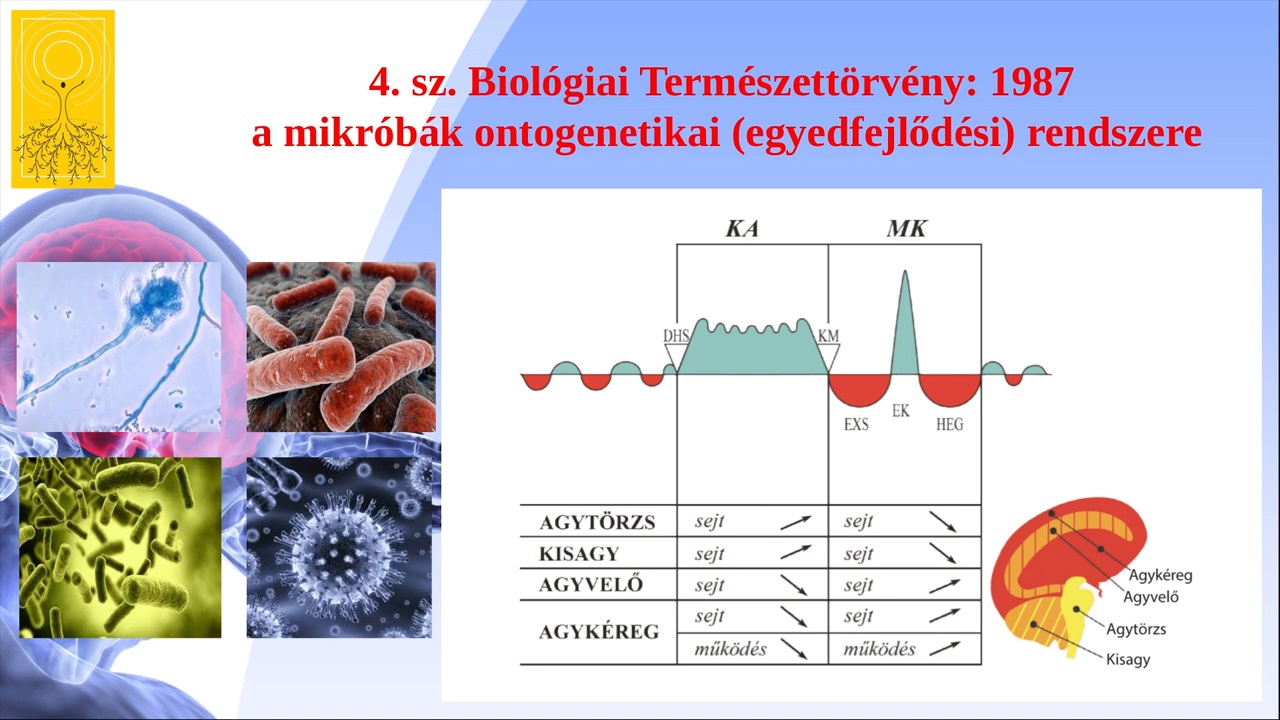 4. sz. Biológiai Természettörvény: 1987
a mikróbák ontogenetikai (egyedfejlődési) rendszere
KA MK
DHS KM
EXS EK HEG
AGYTÖRZS sejt sejt
KISAGY sejt sejt
AGYVELŐ sejt sejt
AGYKÉREG sejt sejt
működés működés
Agykéreg
Agyvelő
Agytörzs
Kisagy